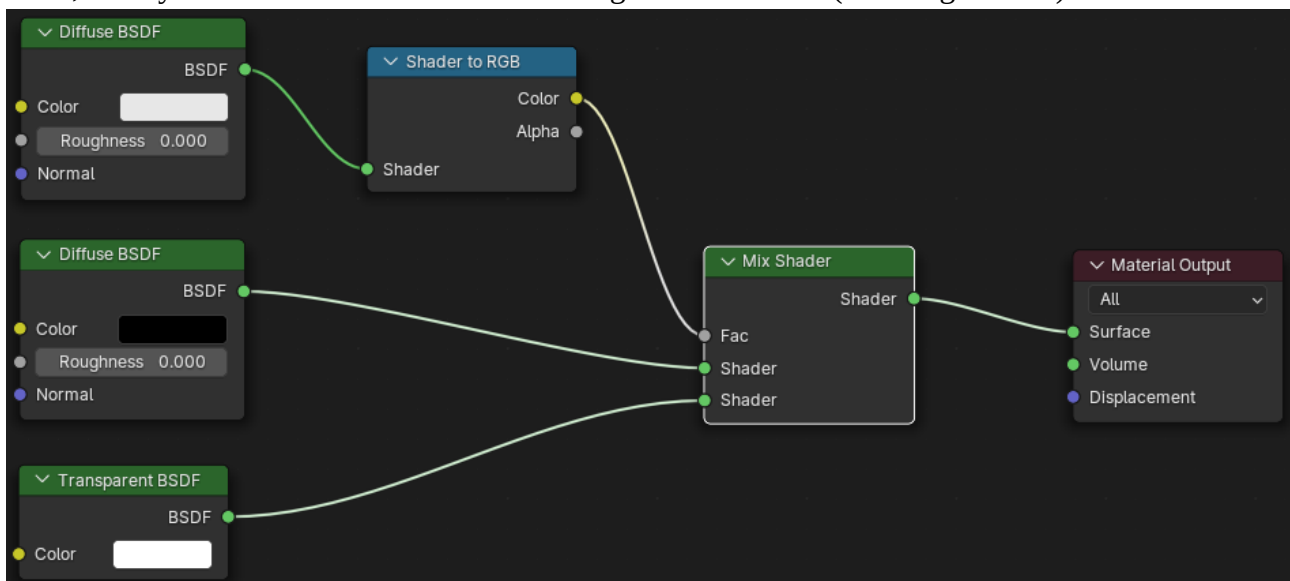 Diffuse BSDF
BSDF
Color
Roughness 0.000
Normal
Shader to RGB
Color
Alpha
Shader
Diffuse BSDF
BSDF
Color
Roughness 0.000
Normal
Transparent BSDF
BSDF
Color
Mix Shader
Shader
Fac
Shader
Shader
Material Output
All
Surface
Volume
Displacement